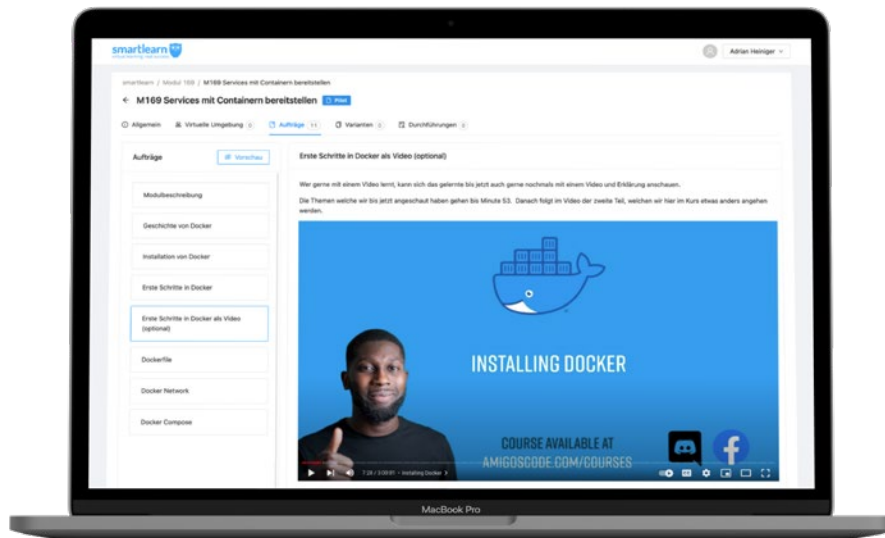 smartlearn
Adrian Heiniger
smartlearn / Modul 169 / M169 Services mit Containern bereitstellen
← M169 Services mit Containern bereitstellen Pilot
Allgemein Virtuelle Umgebung Aufträge 11 Varianten Durchführungen
Aufträge Vorschau
Erste Schritte in Docker als Video (optional)
Wer gerne mit einem Video lernt, kann sich das gelernte bis jetzt auch gerne nochmals mit einem Video und Erklärung anschauen.
Die Themen welche wir bis jetzt angeschaut haben gehen bis Minute 53. Danach folgt im Video der zweite Teil, welchen wir hier im Kurs etwas anders angehen
werden.
Modulbeschreibung
Geschichte von Docker
Installation von Docker
Erste Schritte in Docker
Erste Schritte in Docker als Video
(optional)
Dockerfile
Docker Network
Docker Compose
INSTALLING DOCKER
COURSE AVAILABLE AT
AMIGOSCODE.COM/COURSES
Installing Docker
MacBook Pro